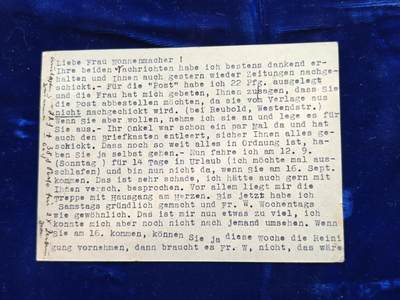 Liebe Frau Honnenmacher !
Ihre beiden Nachrichten habe ich bestens dankend er-
halten und Ihnen auch gestern wieder Zeitungen nachge-
schickt.- Für die "Post" habe ich 22 Pfg. ausgelegt
und die Frau hat mich gebeten, Ihnen zusagen, dass Sie
die Post abbestellen möchten, da sie vom Verlage aus
nicht nachgeschickt wird. (bei Reubold, Westendstr.)
Wenn Sie aber wollen, nehme ich sie an und lege es für
Sie aus.- Ihr Onkel war schon ein par Mal da und hat
auch den Briefkasten entleert, sicher Ihnen alles ge-
schickt. Dass noch so weit alles in Ordnung ist, ha-
ben Sie ja selbst gelesen.- Nun fahre ich am 12. 9.
(Sonntag ) für 14 Tage in Urlaub (ich möchte mal aus-
schlafen) und bin nun nicht da, wenn Sie am 16. Sept.
kommen. Das ist mir sehr schade, ich hätte auch gern mit
Ihnen versch. besprochen. Vor allem liegt mir die
Treppe mit Hausgang am Herzen. Bis jetzt habe ich
Samstags gründlich gemacht und Fr. W. Wochentags
wie gewöhnlich. Das ist mir nun etwas zu viel, ich
konnte mich aber noch nicht nach jemand umsehen. Wenn
Sie am 16. kommen, können Sie ja diese Woche die Reini
gung vornehmen, dann braucht es Fr. W, nicht, das wäre